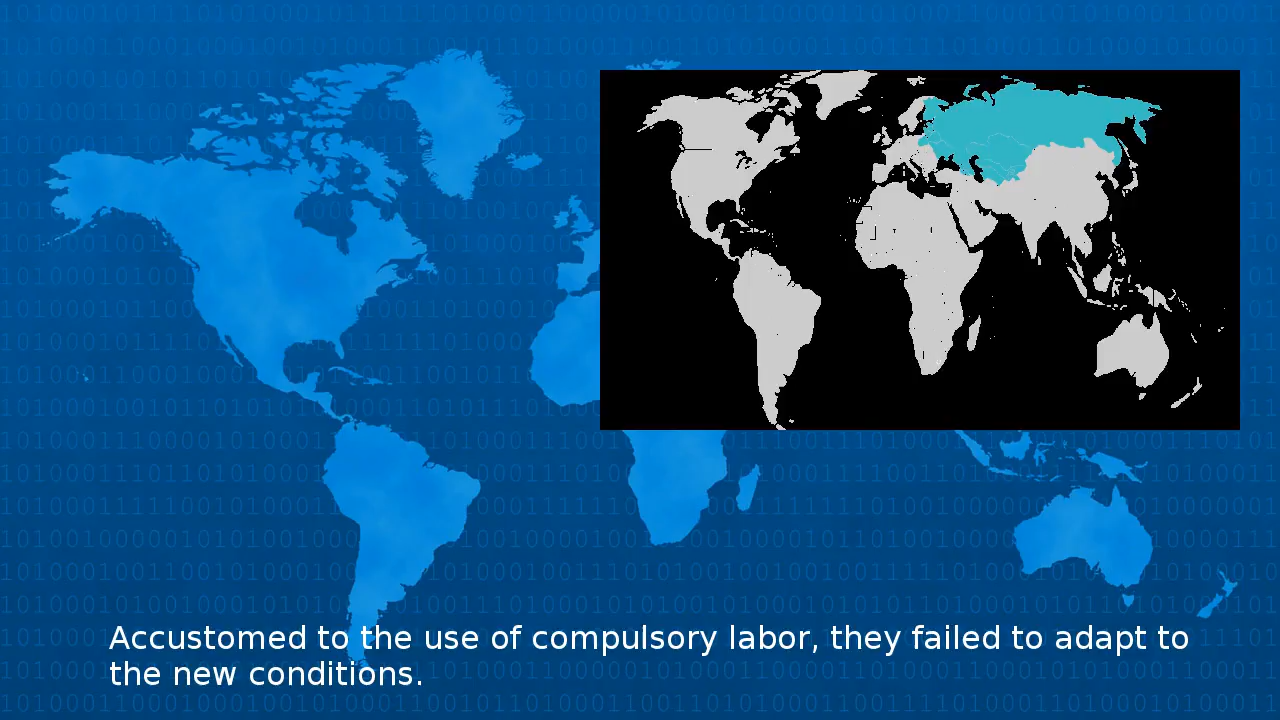 Accustomed to the use of compulsory labor, they failed to adapt to
the new conditions.